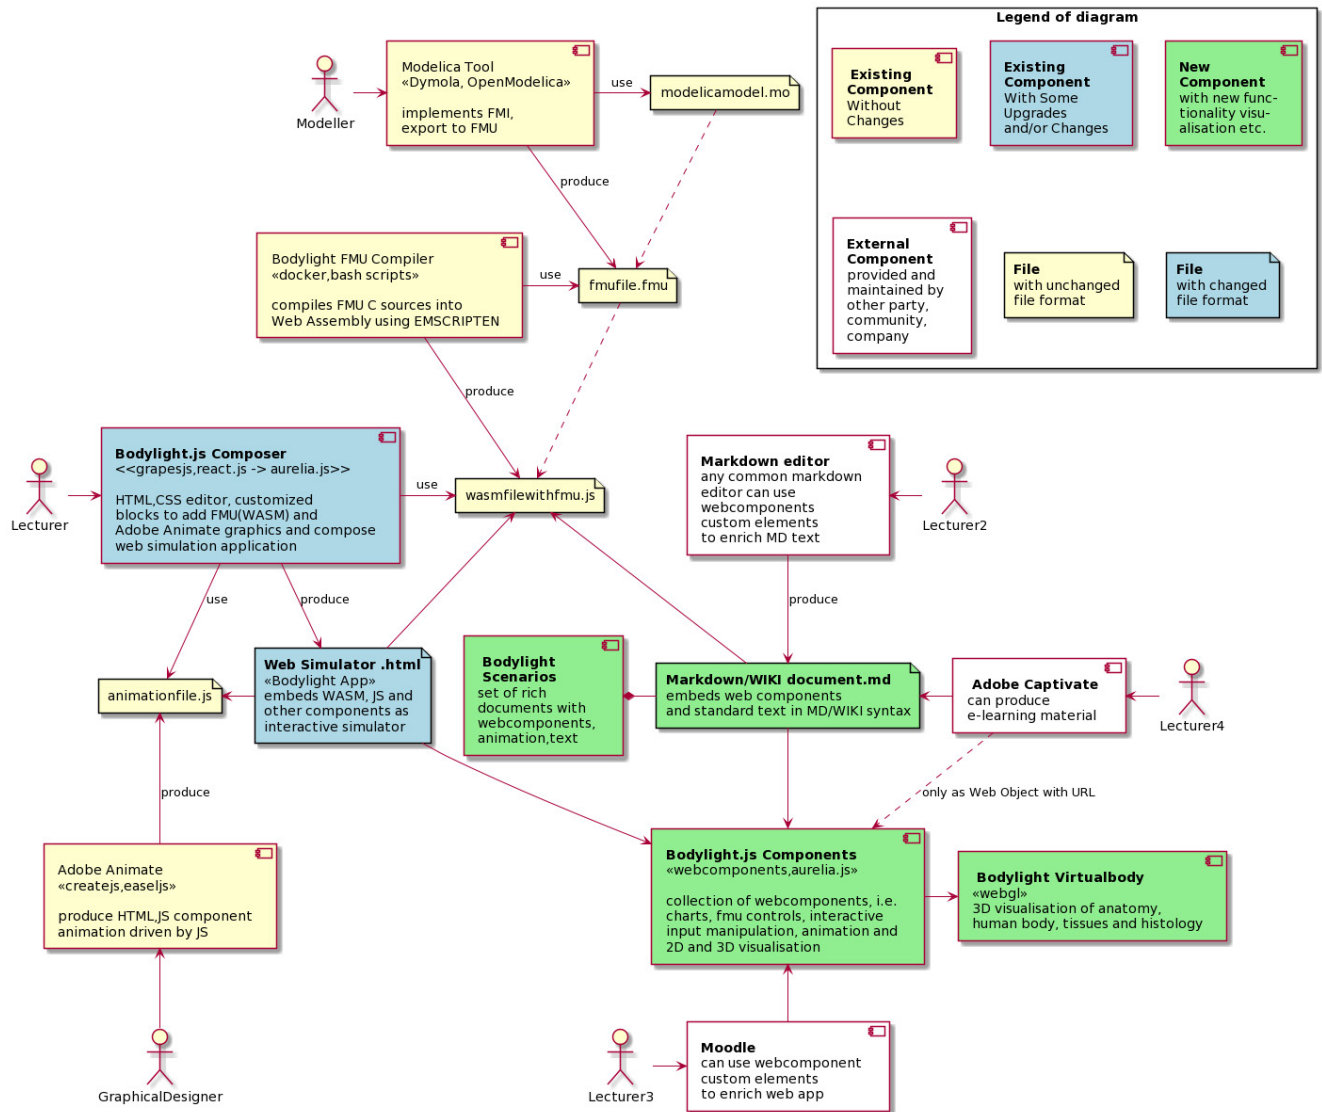 Legend of diagram
Existing
Component
Without
Changes
Existing
Component
With Some
Upgrades
and/or Changes
New
Component
with new func-
tionality visu-
alisation etc.
External
Component
provided and
maintained by
other party,
community,
company
File
with unchanged
file format
File
with changed
file format
Modeller
Modelica Tool
«Dymola, OpenModelica»
implements FMI,
export to FMU
use
modelicamodel.mo
produce
Bodylight FMU Compiler
«docker,bash scripts»
compiles FMU C sources into
Web Assembly using EMSCRIPTEN
use
fmufile.fmu
produce
Lecturer
Bodylight.js Composer
<<grapesjs,react.js -> aurelia.js>>
HTML,CSS editor, customized
blocks to add FMU(WASM) and
Adobe Animate graphics and compose
web simulation application
use
wasmfilewithfmu.js
Markdown editor
any common markdown
editor can use
webcomponents
custom elements
to enrich MD text
Lecturer2
use
produce
produce
animationfile.js
Web Simulator .html
«Bodylight App»
embeds WASM, JS and
other components as
interactive simulator
Bodylight
Scenarios
set of rich
documents with
webcomponents,
animation,text
Markdown/WIKI document.md
embeds web components
and standard text in MD/WIKI syntax
Adobe Captivate
can produce
e-learning material
Lecturer4
produce
only as Web Object with URL
Adobe Animate
«createjs,easeljs»
produce HTML,JS component
animation driven by JS
Bodylight.js Components
«webcomponents,aurelia.js»
collection of webcomponents, i.e.
charts, fmu controls, interactive
input manipulation, animation and
2D and 3D visualisation
Bodylight Virtualbody
«webgl»
3D visualisation of anatomy,
human body, tissues and histology
GraphicalDesigner
Lecturer3
Moodle
can use webcomponent
custom elements
to enrich web app